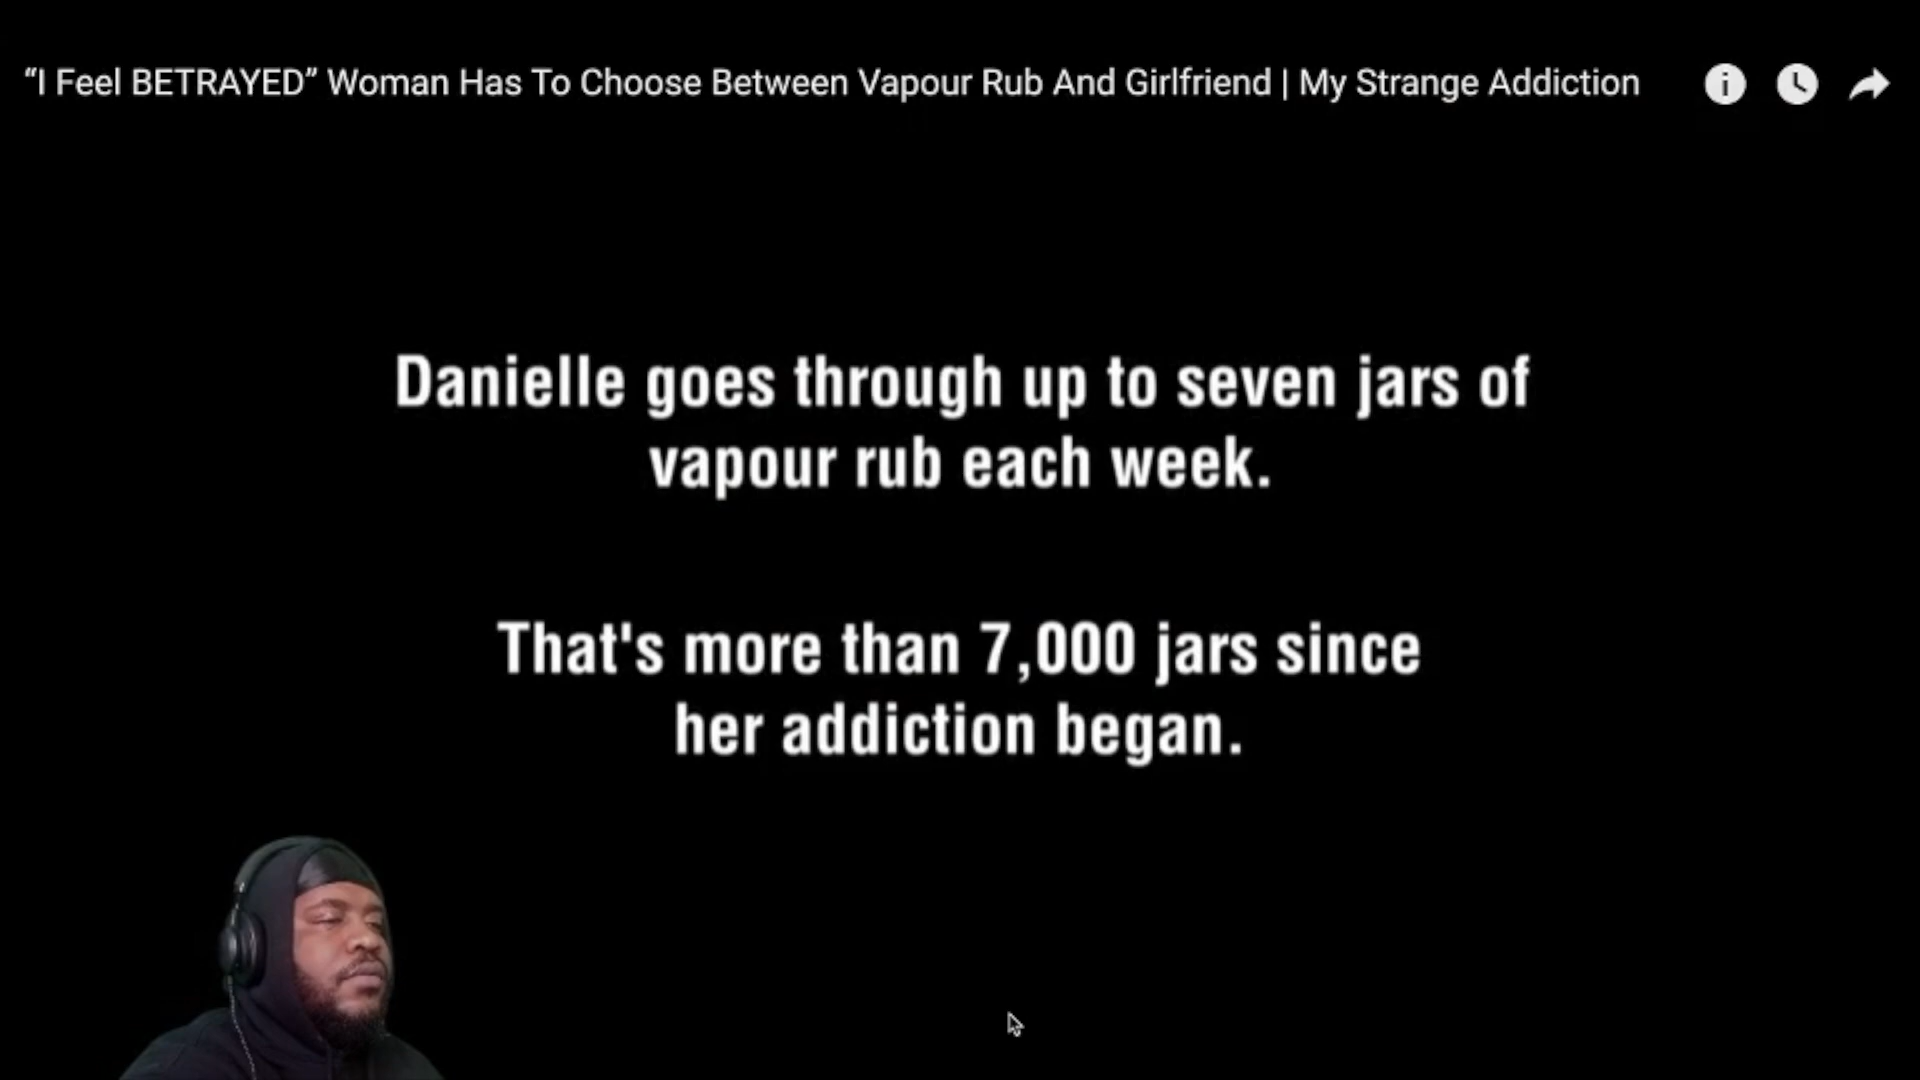 “I Feel BETRAYED” Woman Has To Choose Between Vapour Rub And Girlfriend | My Strange Addiction
Danielle goes through up to seven jars of
vapour rub each week.
That's more than 7,000 jars since
her addiction began.